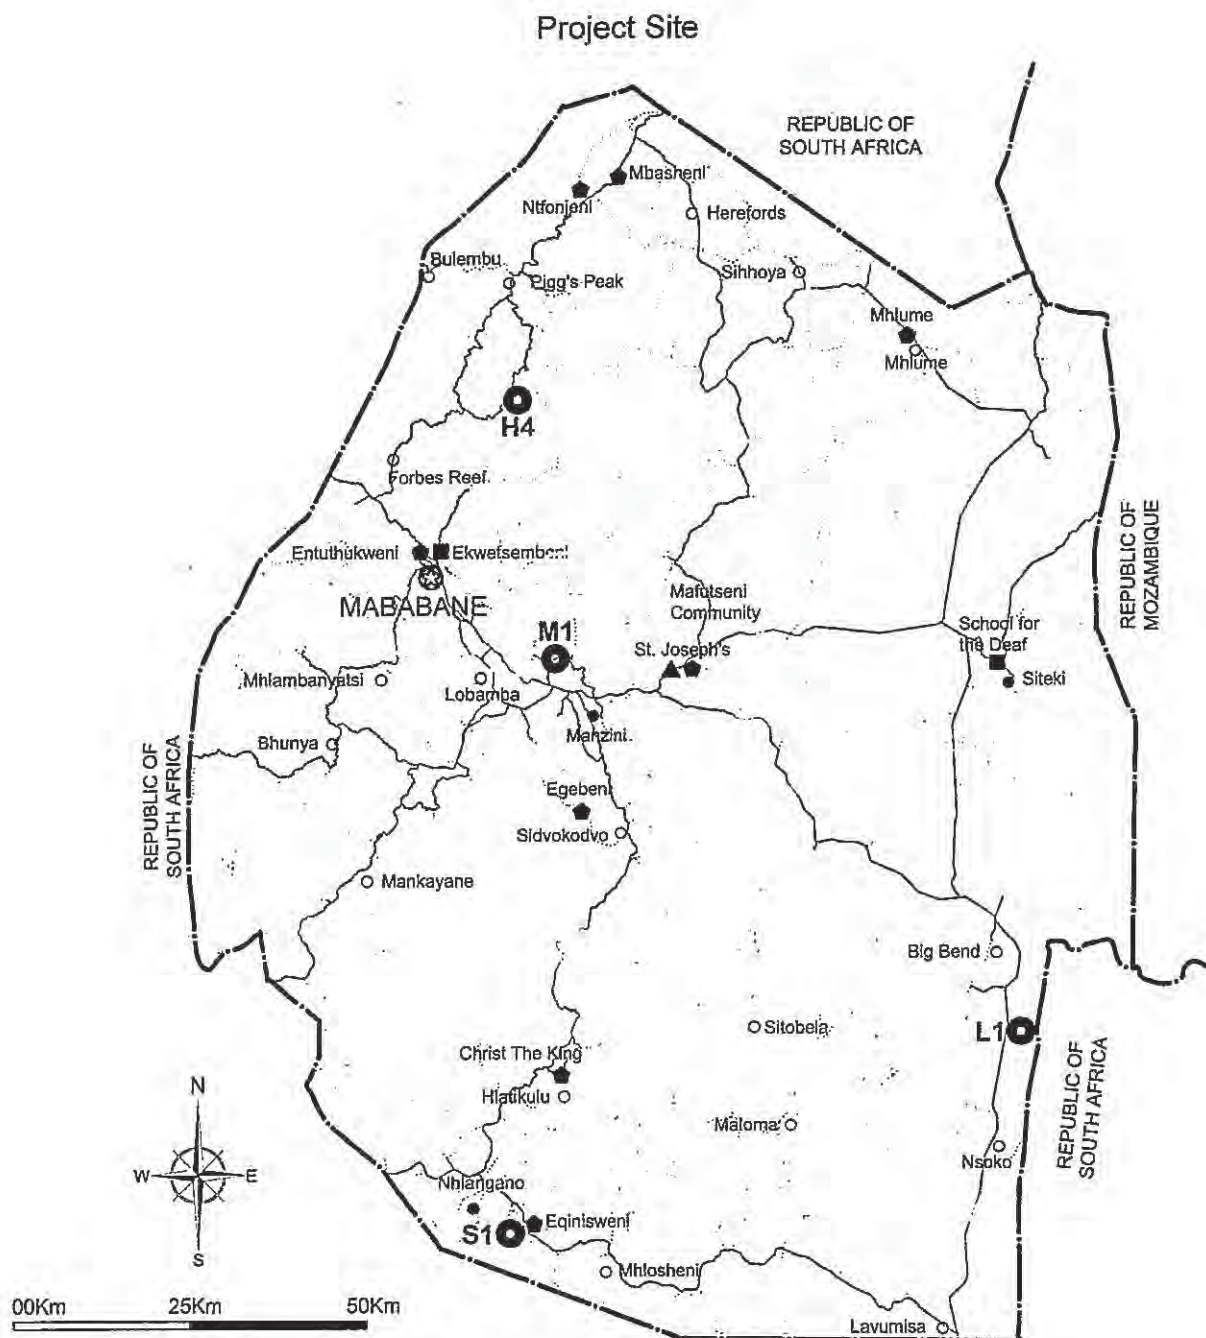 Project Site
REPUBLIC OF
SOUTH AFRICA
Mbasheni
Ntfonjeni
Herefords
Bulembu
Pigg's Peak
Sihhoya
Mhlume
Mhlume
H4
Forbes Reef
Entuthukweni
Ekwetsembeni
MABABANE
REPUBLIC OF
MOZAMBIQUE
Mafutseni
Community
M1
School for
the Deaf
St. Joseph's
Mhlambanyatsi
Lobamba
Siteki
Manzini
Bhunya
REPUBLIC OF
SOUTH AFRICA
Egebeni
Sidvokodvo
Mankayane
Big Bend
Sitobela
L1
Christ The King
Hlatikulu
REPUBLIC OF
SOUTH AFRICA
Maloma
Nsoko
N
W
E
S
Nhlangano
S1
Eqinisweni
Mhlosheni
00Km
25Km
50Km
Lavumisa